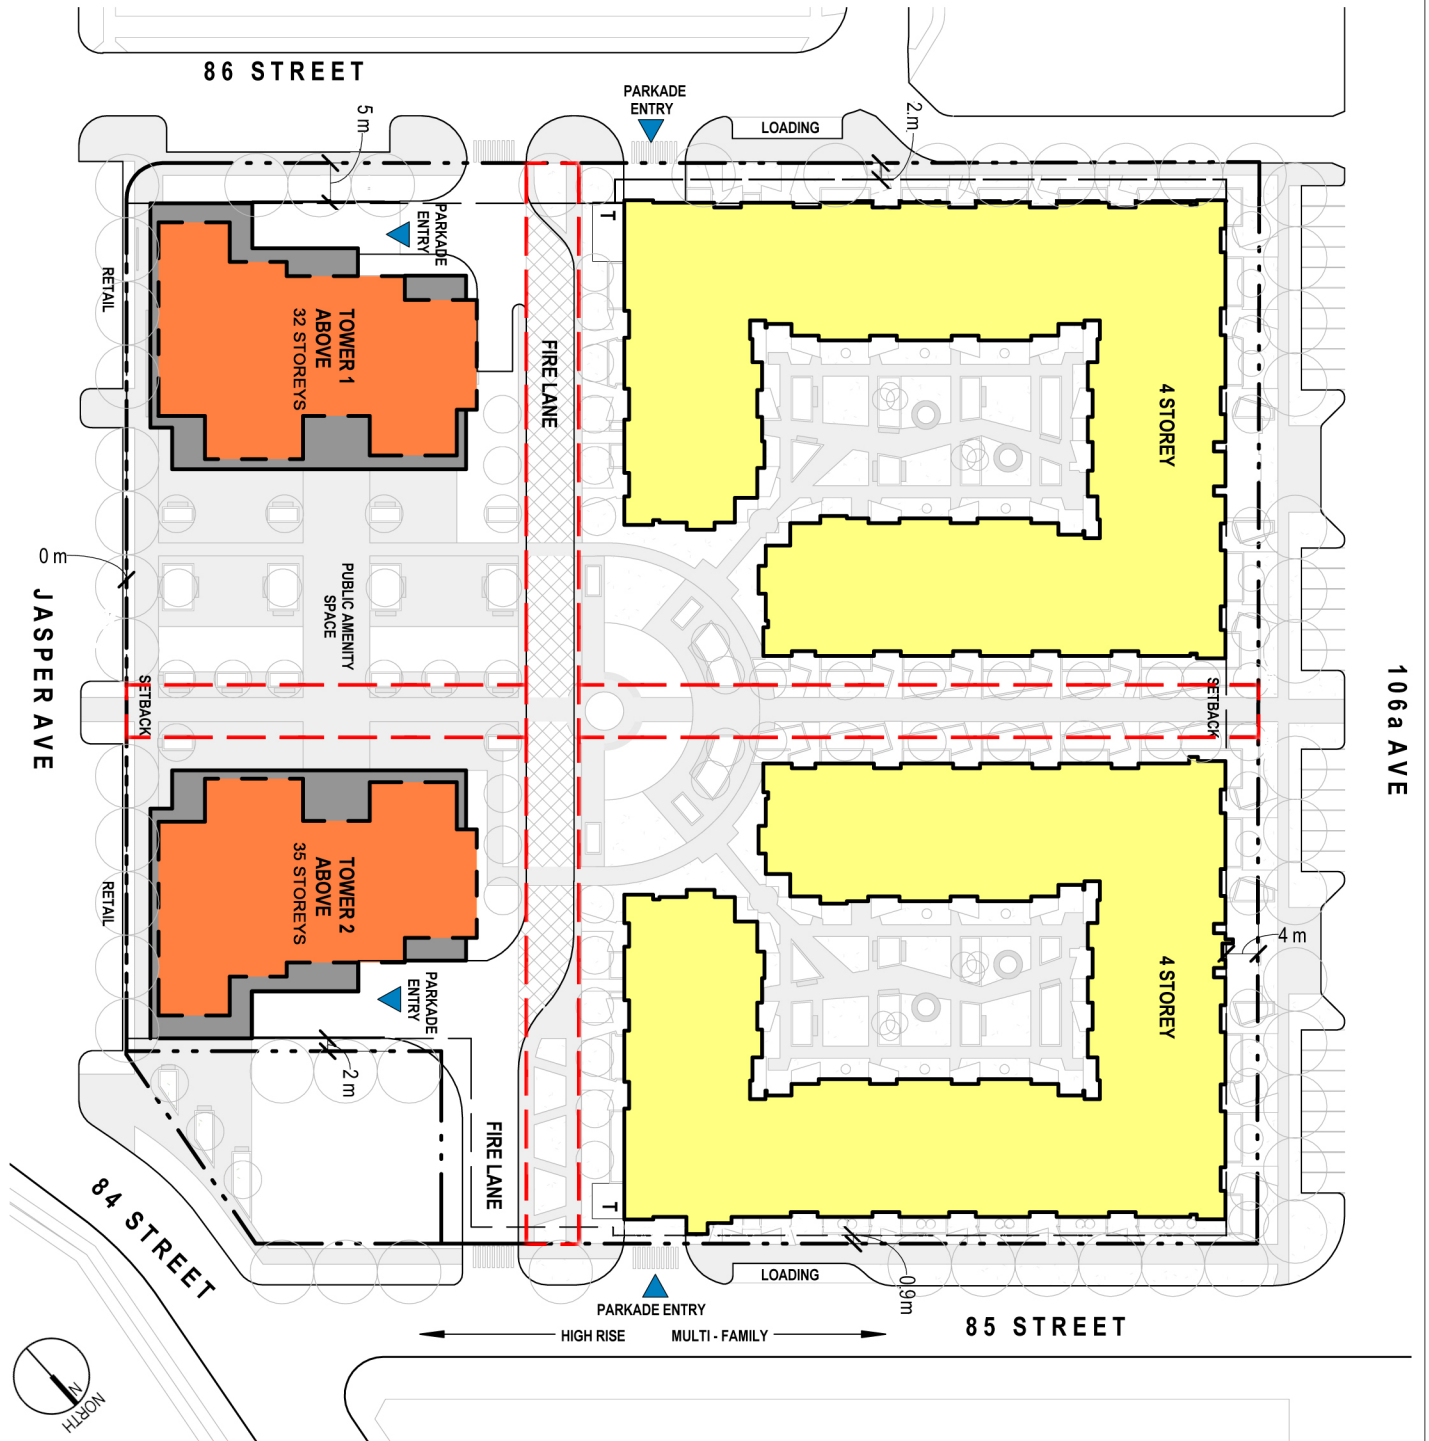 86 STREET
5 m
PARKADE
ENTRY
LOADING
2.m
PARKADE
ENTRY
T
RETAIL
TOWER 1
ABOVE
32 STOREYS
FIRE LANE
4 STOREY
0 m
JASPER AVE
PUBLIC AMENITY
SPACE
SETBACK
SETBACK
106a AVE
RETAIL
TOWER 2
ABOVE
35 STOREYS
4 STOREY
4 m
PARKADE
ENTRY
2 m
FIRE LANE
T
84 STREET
LOADING
0.9m
PARKADE ENTRY
HIGH RISE
MULTI - FAMILY
85 STREET
N
NORTH